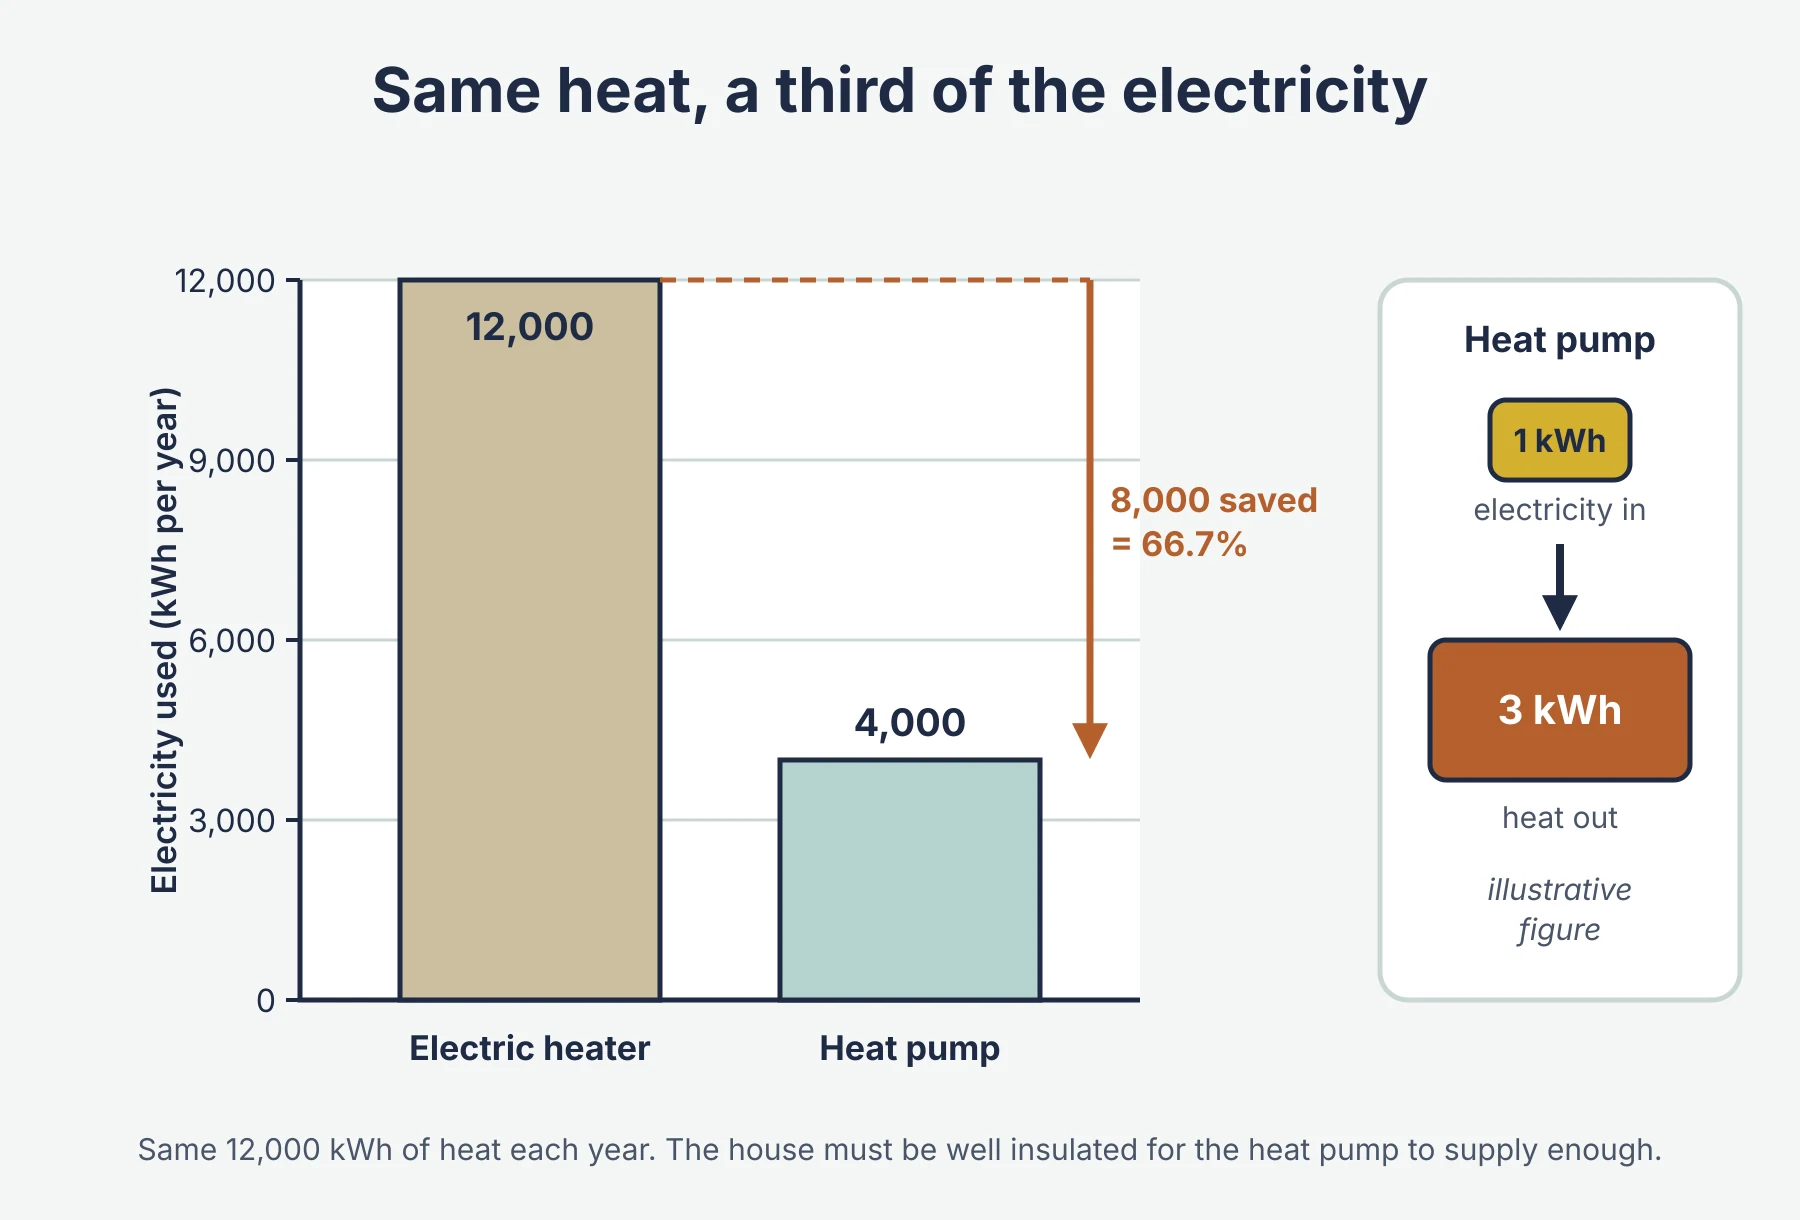 Same heat, a third of the electricity
Electricity used (kWh per year)
12,000
9,000
6,000
3,000
0
12,000
4,000
8,000 saved
= 66.7%
Electric heater
Heat pump
Heat pump
1 kWh
electricity in
3 kWh
heat out
illustrative
figure
Same 12,000 kWh of heat each year. The house must be well insulated for the heat pump to supply enough.